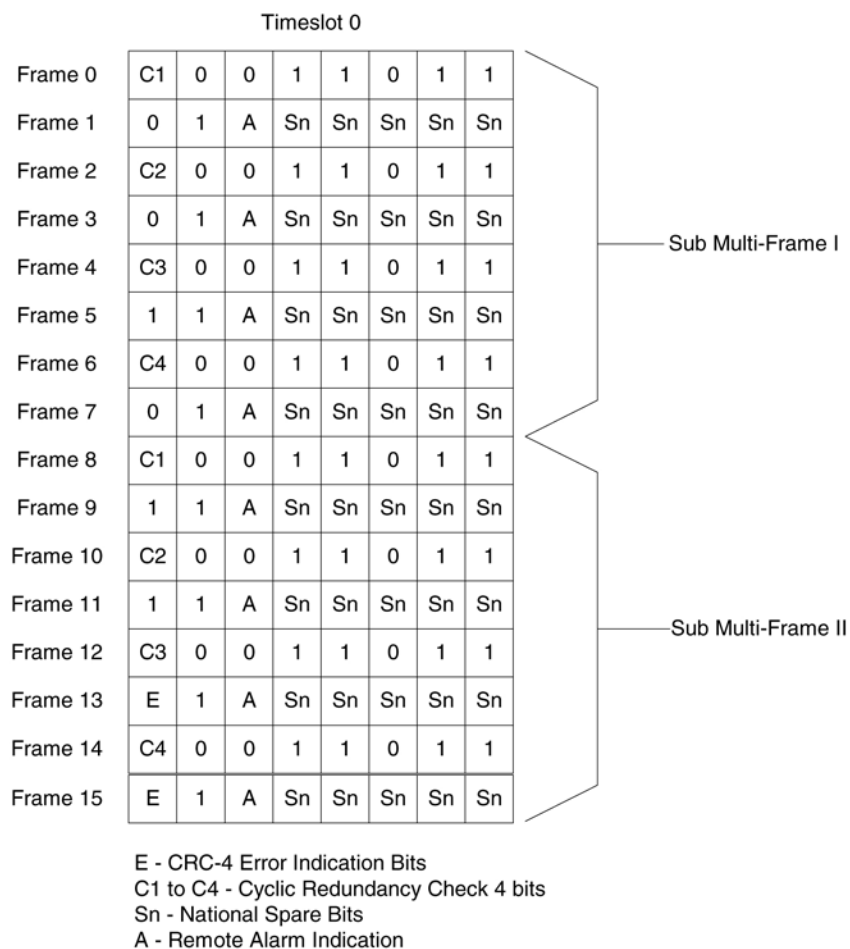 Timeslot 0
Frame 0 C1 0 0 1 1 0 1 1
Frame 1 0 1 A Sn Sn Sn Sn Sn
Frame 2 C2 0 0 1 1 0 1 1
Frame 3 0 1 A Sn Sn Sn Sn Sn
Sub Multi-Frame I
Frame 4 C3 0 0 1 1 0 1 1
Frame 5 1 1 A Sn Sn Sn Sn Sn
Frame 6 C4 0 0 1 1 0 1 1
Frame 7 0 1 A Sn Sn Sn Sn Sn
Frame 8 C1 0 0 1 1 0 1 1
Frame 9 1 1 A Sn Sn Sn Sn Sn
Frame 10 C2 0 0 1 1 0 1 1
Frame 11 1 1 A Sn Sn Sn Sn Sn
Sub Multi-Frame II
Frame 12 C3 0 0 1 1 0 1 1
Frame 13 E 1 A Sn Sn Sn Sn Sn
Frame 14 C4 0 0 1 1 0 1 1
Frame 15 E 1 A Sn Sn Sn Sn Sn
E - CRC-4 Error Indication Bits
C1 to C4 - Cyclic Redundancy Check 4 bits
Sn - National Spare Bits
A - Remote Alarm Indication